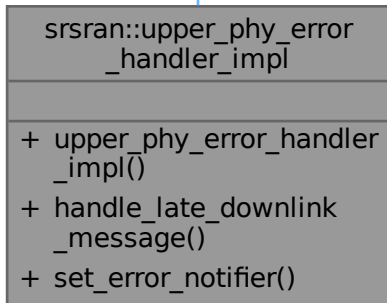 srsran::upper_phy_error
_handler_impl
+ upper_phy_error_handler
_impl()
+ handle_late_downlink
_message()
+ set_error_notifier()